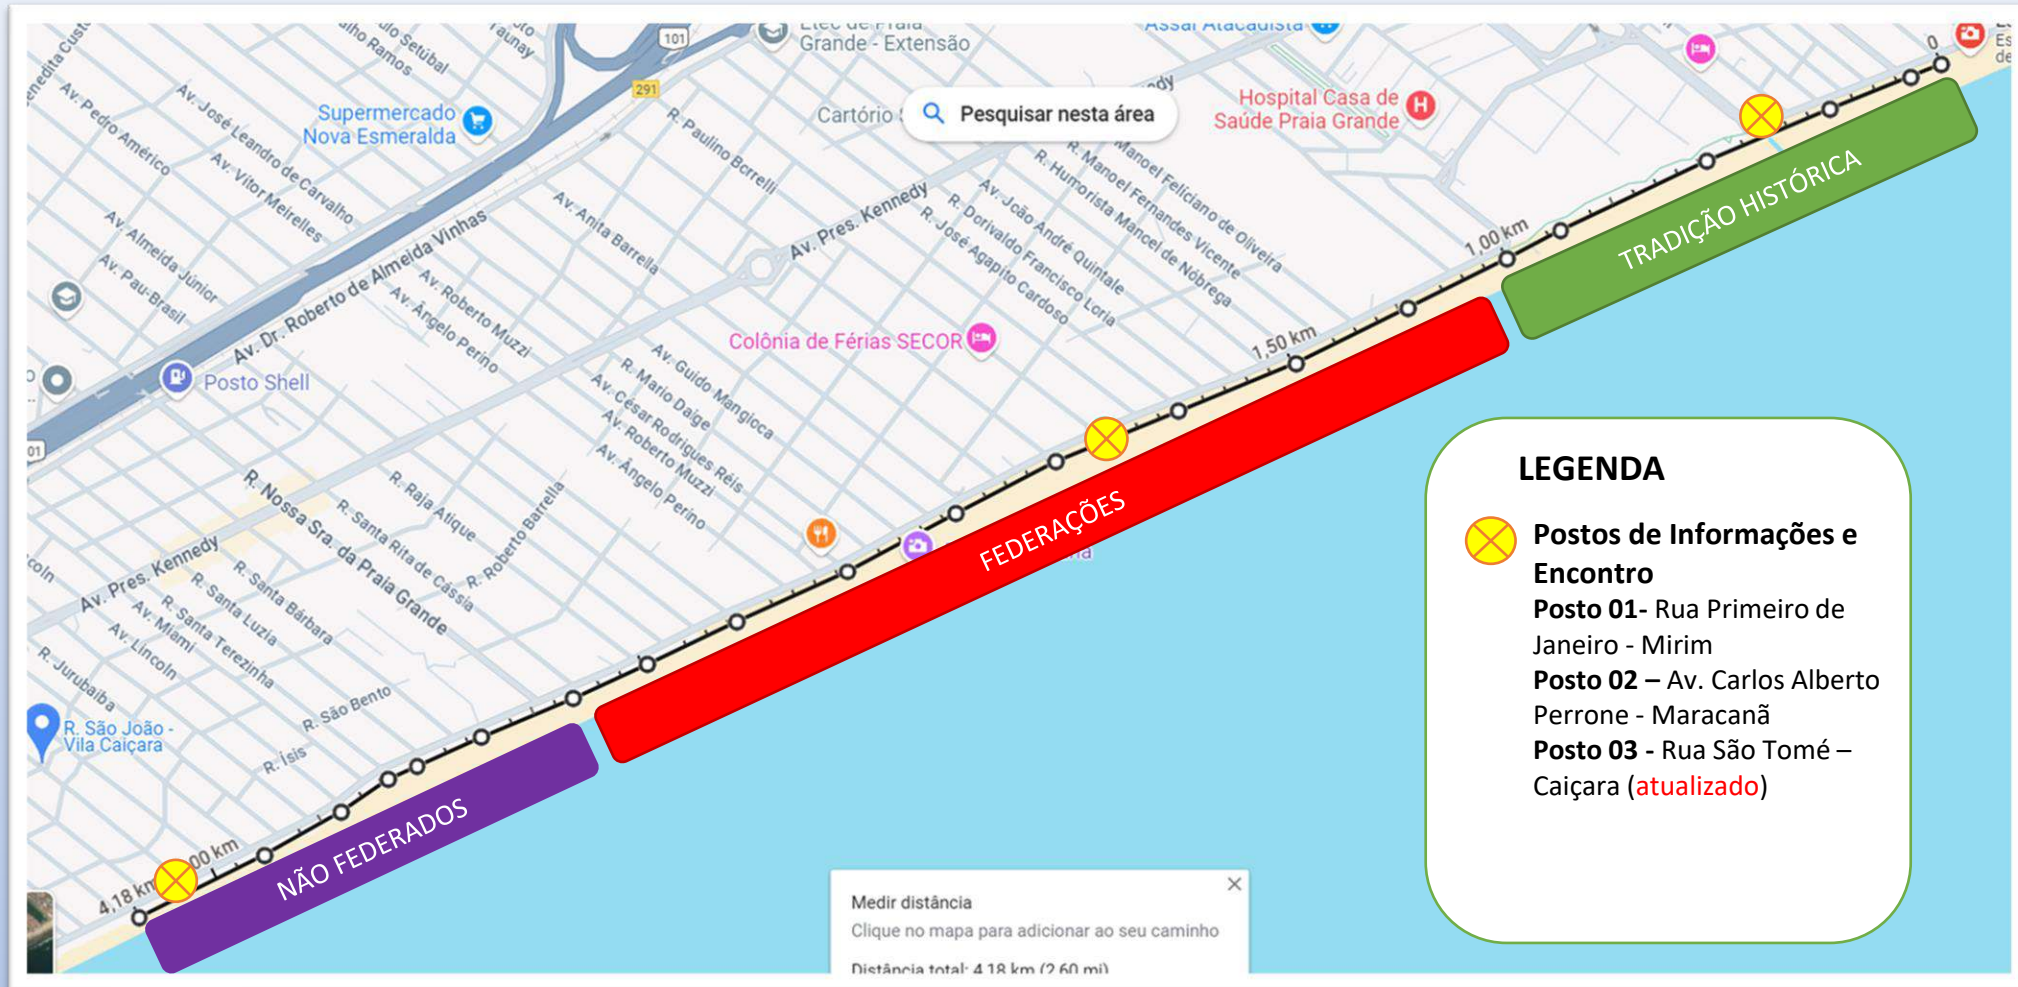 Grande - Extensão
Assaí Atacadista
101
291
Supermercado
Nova Esmeralda
Cartório
Pesquisar nesta área
Hospital Casa de
Saúde Praia Grande
0
Av. Pedro Américo
Av. José Leandro de Carvalho
Av. Vitor Meirelles
Av. Almeida Júnior
Av. Pau-Brasil
Av. Dr. Roberto de Almeida Vinhas
R. Paulino Borrelli
Av. Anita Barrella
Av. Pres. Kennedy
Manoel Feliciano de Oliveira
R. Manoel Fernandes Vicente
R. Humorista Manoel de Nóbrega
Av. João André Quintale
R. Dorivaldo Francisco Loria
R. José Agapito Cardoso
TRADIÇÃO HISTÓRICA
1,00 km
1,50 km
Av. Roberto Muzzi
Av. Ângelo Perino
Colônia de Férias SECOR
Posto Shell
Av. Guido Mangioca
R. Mario Daige
Av. César Rodrigues Réis
Av. Roberto Muzzi
Av. Ângelo Perino
01
R. Nossa Sra. da Praia Grande
R. Raja Atique
R. Santa Rita de Cássia
R. Roberto Barrella
FEDERAÇÕES
Av. Pres. Kennedy
R. Santa Bárbara
R. Santa Luzia
R. Santa Terezinha
Av. Miami
Av. Lincoln
R. Jurubaiba
R. São Bento
R. Ísis
R. São João -
Vila Caiçara
NÃO FEDERADOS
00 km
4,18 km
LEGENDA
Postos de Informações e
Encontro
Posto 01- Rua Primeiro de
Janeiro - Mirim
Posto 02 – Av. Carlos Alberto
Perrone - Maracanã
Posto 03 - Rua São Tomé –
Caiçara (atualizado)
Medir distância
Clique no mapa para adicionar ao seu caminho
Distância total: 4,18 km (2,60 mi)